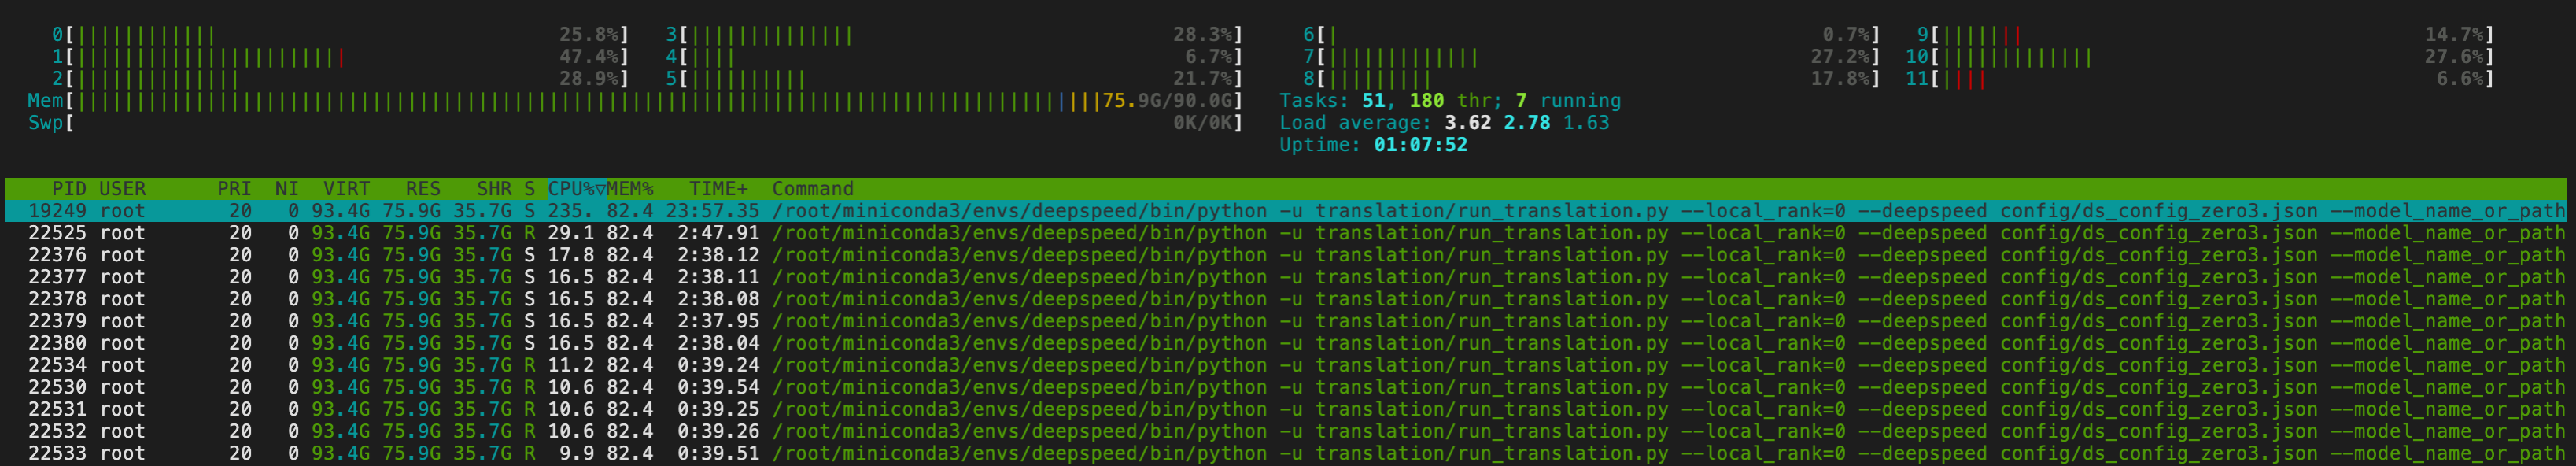 0[|||||||||||| 25.8%] 3[|||||||||||||| 28.3%] 6[| 0.7%] 9[||||||| 14.7%]
1[||||||||||||||||||||||| 47.4%] 4[|||| 6.7%] 7[||||||||||||| 27.2%] 10[||||||||||||| 27.6%]
2[|||||||||||||| 28.9%] 5[|||||||||| 21.7%] 8[||||||||| 17.8%] 11[|||| 6.6%]
Mem[||||||||||||||||||||||||||||||||||||||||||||||||||||||||||||||||||||||||||||||||||||||||75.9G/90.0G] Tasks: 51, 180 thr; 7 running
Swp[ 0K/0K] Load average: 3.62 2.78 1.63
Uptime: 01:07:52
PID USER PRI NI VIRT RES SHR S CPU%▽MEM% TIME+ Command
19249 root 20 0 93.4G 75.9G 35.7G S 235. 82.4 23:57.35 /root/miniconda3/envs/deepspeed/bin/python -u translation/run_translation.py --local_rank=0 --deepspeed config/ds_config_zero3.json --model_name_or_path
22525 root 20 0 93.4G 75.9G 35.7G R 29.1 82.4 2:47.91 /root/miniconda3/envs/deepspeed/bin/python -u translation/run_translation.py --local_rank=0 --deepspeed config/ds_config_zero3.json --model_name_or_path
22376 root 20 0 93.4G 75.9G 35.7G S 17.8 82.4 2:38.12 /root/miniconda3/envs/deepspeed/bin/python -u translation/run_translation.py --local_rank=0 --deepspeed config/ds_config_zero3.json --model_name_or_path
22377 root 20 0 93.4G 75.9G 35.7G S 16.5 82.4 2:38.11 /root/miniconda3/envs/deepspeed/bin/python -u translation/run_translation.py --local_rank=0 --deepspeed config/ds_config_zero3.json --model_name_or_path
22378 root 20 0 93.4G 75.9G 35.7G S 16.5 82.4 2:38.08 /root/miniconda3/envs/deepspeed/bin/python -u translation/run_translation.py --local_rank=0 --deepspeed config/ds_config_zero3.json --model_name_or_path
22379 root 20 0 93.4G 75.9G 35.7G S 16.5 82.4 2:37.95 /root/miniconda3/envs/deepspeed/bin/python -u translation/run_translation.py --local_rank=0 --deepspeed config/ds_config_zero3.json --model_name_or_path
22380 root 20 0 93.4G 75.9G 35.7G S 16.5 82.4 2:38.04 /root/miniconda3/envs/deepspeed/bin/python -u translation/run_translation.py --local_rank=0 --deepspeed config/ds_config_zero3.json --model_name_or_path
22534 root 20 0 93.4G 75.9G 35.7G R 11.2 82.4 0:39.24 /root/miniconda3/envs/deepspeed/bin/python -u translation/run_translation.py --local_rank=0 --deepspeed config/ds_config_zero3.json --model_name_or_path
22530 root 20 0 93.4G 75.9G 35.7G R 10.6 82.4 0:39.54 /root/miniconda3/envs/deepspeed/bin/python -u translation/run_translation.py --local_rank=0 --deepspeed config/ds_config_zero3.json --model_name_or_path
22531 root 20 0 93.4G 75.9G 35.7G R 10.6 82.4 0:39.25 /root/miniconda3/envs/deepspeed/bin/python -u translation/run_translation.py --local_rank=0 --deepspeed config/ds_config_zero3.json --model_name_or_path
22532 root 20 0 93.4G 75.9G 35.7G R 10.6 82.4 0:39.26 /root/miniconda3/envs/deepspeed/bin/python -u translation/run_translation.py --local_rank=0 --deepspeed config/ds_config_zero3.json --model_name_or_path
22533 root 20 0 93.4G 75.9G 35.7G R 9.9 82.4 0:39.51 /root/miniconda3/envs/deepspeed/bin/python -u translation/run_translation.py --local_rank=0 --deepspeed config/ds_config_zero3.json --model_name_or_path